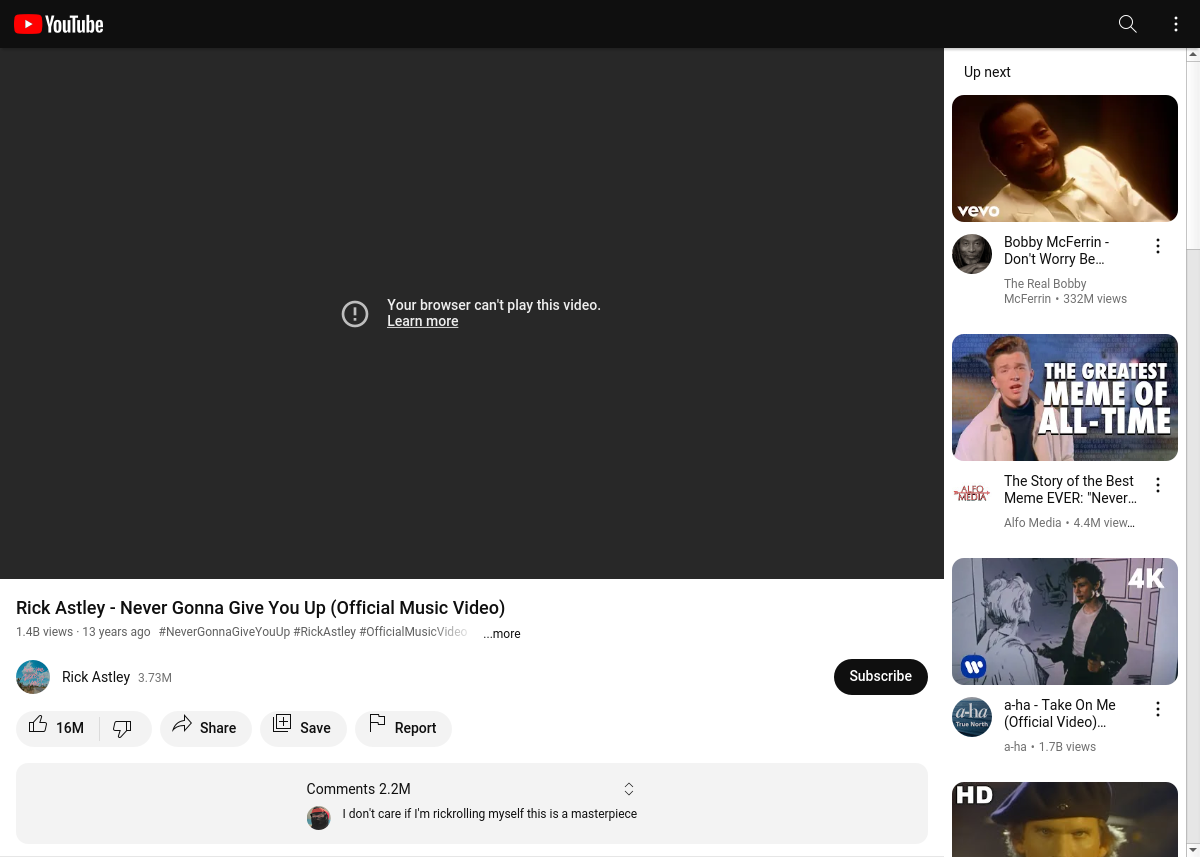 YouTube
Your browser can't play this video.
Learn more
Rick Astley - Never Gonna Give You Up (Official Music Video)
1.4B views · 13 years ago #NeverGonnaGiveYouUp #RickAstley #OfficialMusicVideo ...more
Rick Astley 3.73M
Subscribe
16M
Share
Save
Report
Comments 2.2M
I don't care if I'm rickrolling myself this is a masterpiece
Up next
vevo
Bobby McFerrin -
Don't Worry Be...
The Real Bobby
McFerrin • 332M views
THE GREATEST
MEME OF
ALL-TIME
ALFO
MEDIA
The Story of the Best
Meme EVER: "Never...
Alfo Media • 4.4M view...
4K
a-ha
True North
a-ha - Take On Me
(Official Video)...
a-ha • 1.7B views
HD